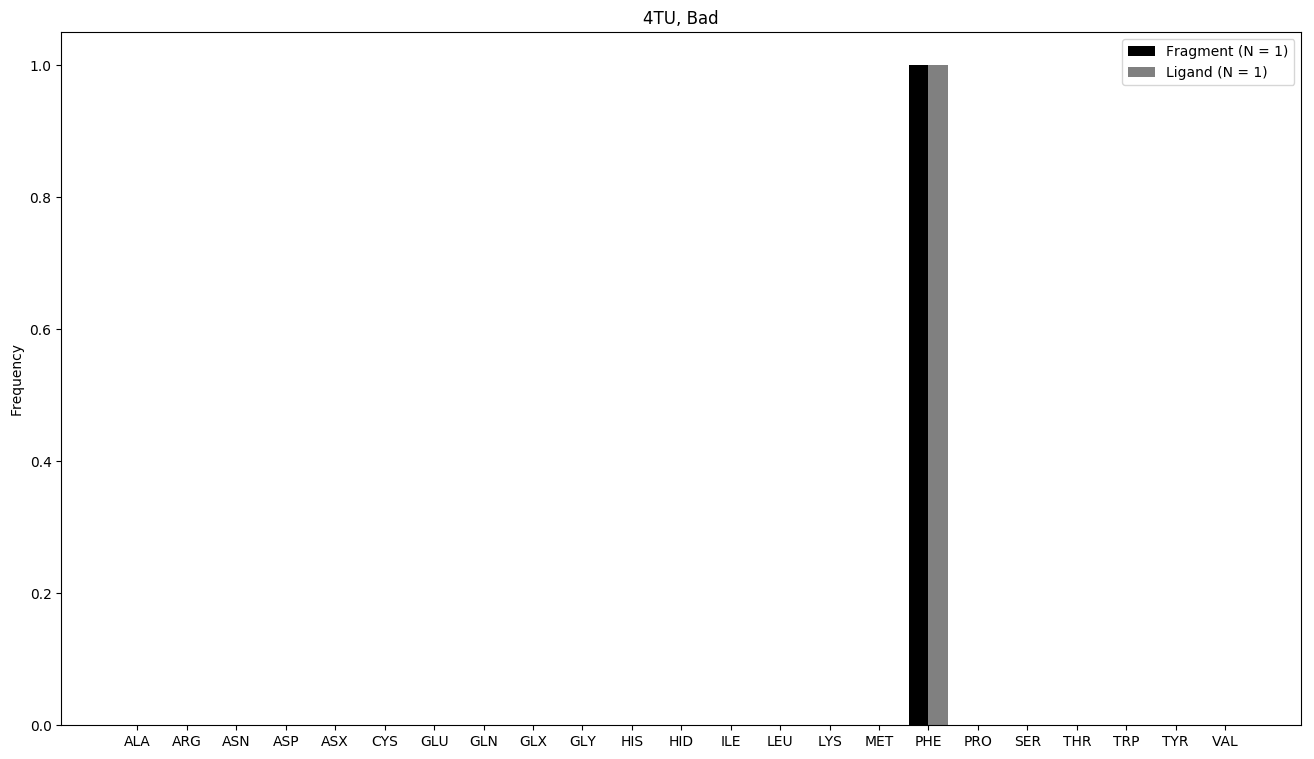 4TU, Bad
Fragment (N = 1)
Ligand (N = 1)
1.0
0.8
0.6
0.4
0.2
0.0
Frequency
ALA ARG ASN ASP ASX CYS GLU GLN GLX GLY HIS HID ILE LEU LYS MET PHE PRO SER THR TRP TYR VAL